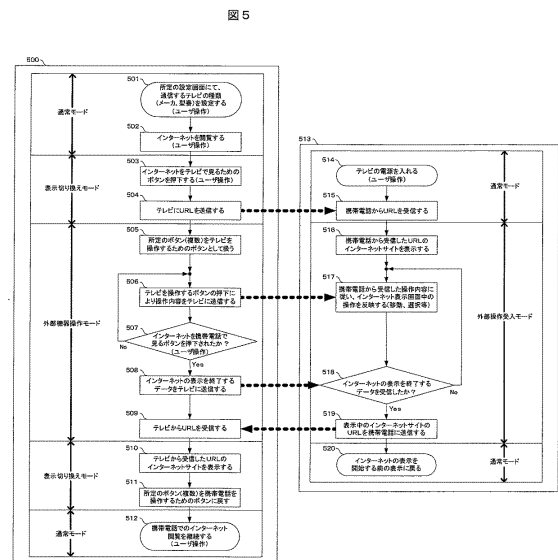 図5
500
通常モード
501
所定の設定画面にて、
通信するテレビの種類
(メーカ、型番)を設定する
(ユーザ操作)
502
インターネットを閲覧する
(ユーザ操作)
表示切り換えモード
503
インターネットをテレビで見るための
ボタンを押下する(ユーザ操作)
504
テレビにURLを送信する
外部機器操作モード
505
所定のボタン(複数)をテレビを
操作するためのボタンとして扱う
506
テレビを操作するボタンの押下に
より操作内容をテレビに送信する
507
インターネットを携帯電話で
見るボタンを押下されたか?
(ユーザ操作)
No
Yes
508
インターネットの表示を終了する
データをテレビに送信する
509
テレビからURLを受信する
表示切り換えモード
510
テレビから受信したURLの
インターネットサイトを表示する
511
所定のボタン(複数)を携帯電話を
操作するためのボタンに戻す
通常モード
512
携帯電話でのインターネット
閲覧を継続する
(ユーザ操作)
513
514
テレビの電源を入れる
(ユーザ操作)
通常モード
515
携帯電話からURLを受信する
516
携帯電話から受信したURLの
インターネットサイトを表示する
517
携帯電話から受信した操作内容に
従い、インターネット表示画面中の
操作を反映する(移動、選択等)
外部操作受入モード
518
インターネットの表示を終了する
データを受信したか?
No
Yes
519
表示中のインターネットサイトの
URLを携帯電話に送信する
520
インターネットの表示を
開始する前の表示に戻る
通常モード